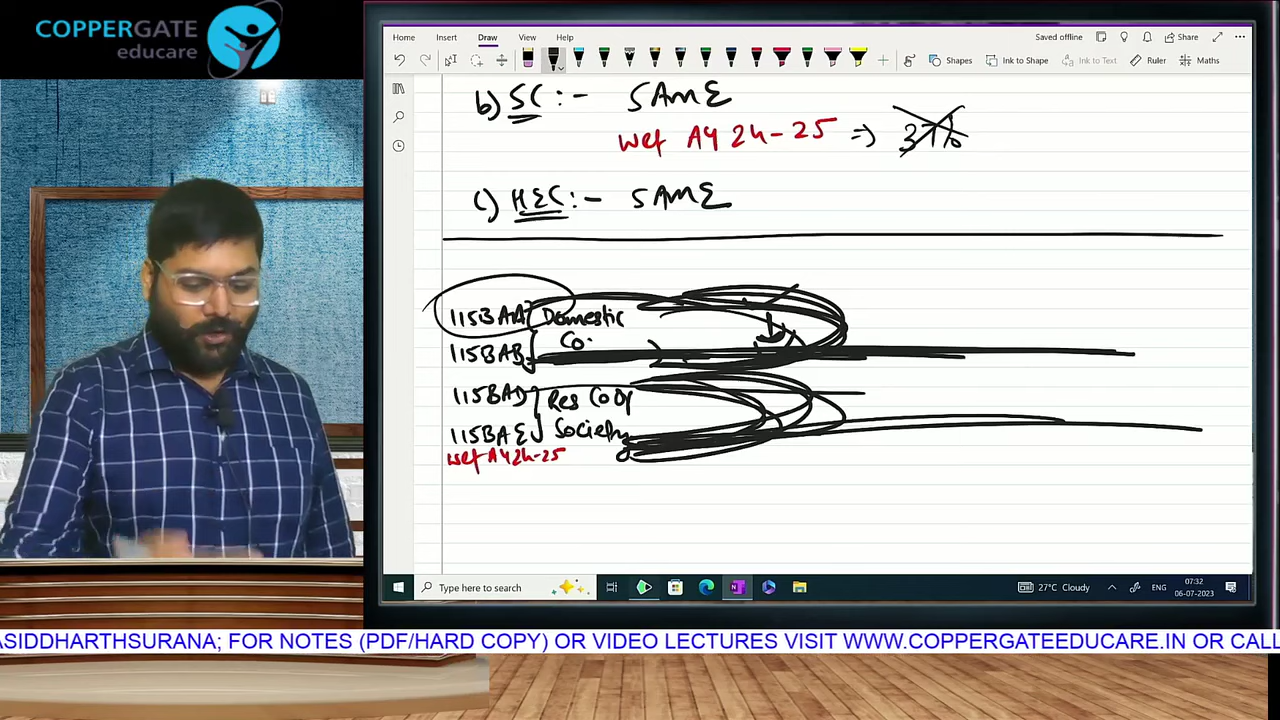 COPPERGATE
educare
Home Insert Draw View Help
Saved offline
Share
Shapes
Ink to Shape
Ink to Text
Ruler
Maths
b) SC :- SAME
wef AY 24-25 => 37%
c) HEC :- SAME
115BAA Domestic
Co.
115BAB
115BAD Res Co Op
115BAE Society
wef AY 24-25
Type here to search
27°C Cloudy
ENG
07:32
06-07-2023
ASIDDHARTHSURANA; FOR NOTES (PDF/HARD COPY) OR VIDEO LECTURES VISIT WWW.COPPERGATEEDUCARE.IN OR CALL